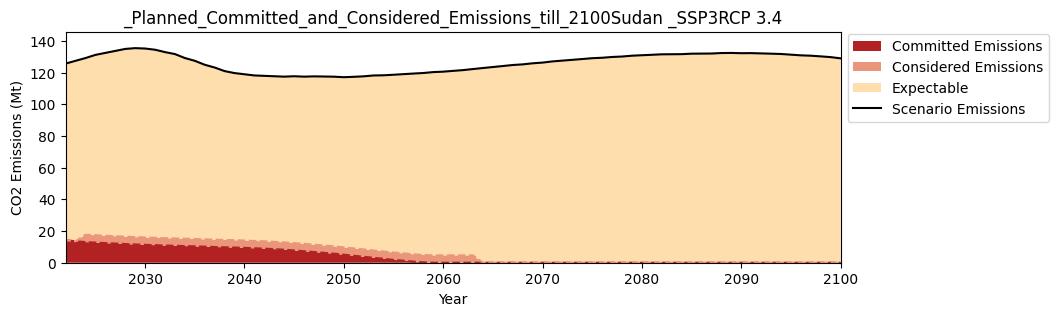 _Planned_Committed_and_Considered_Emissions_till_2100Sudan _SSP3RCP 3.4
140
120
100
80
60
40
20
0
CO2 Emissions (Mt)
2030
2040
2050
2060
2070
2080
2090
2100
Year
Committed Emissions
Considered Emissions
Expectable
Scenario Emissions